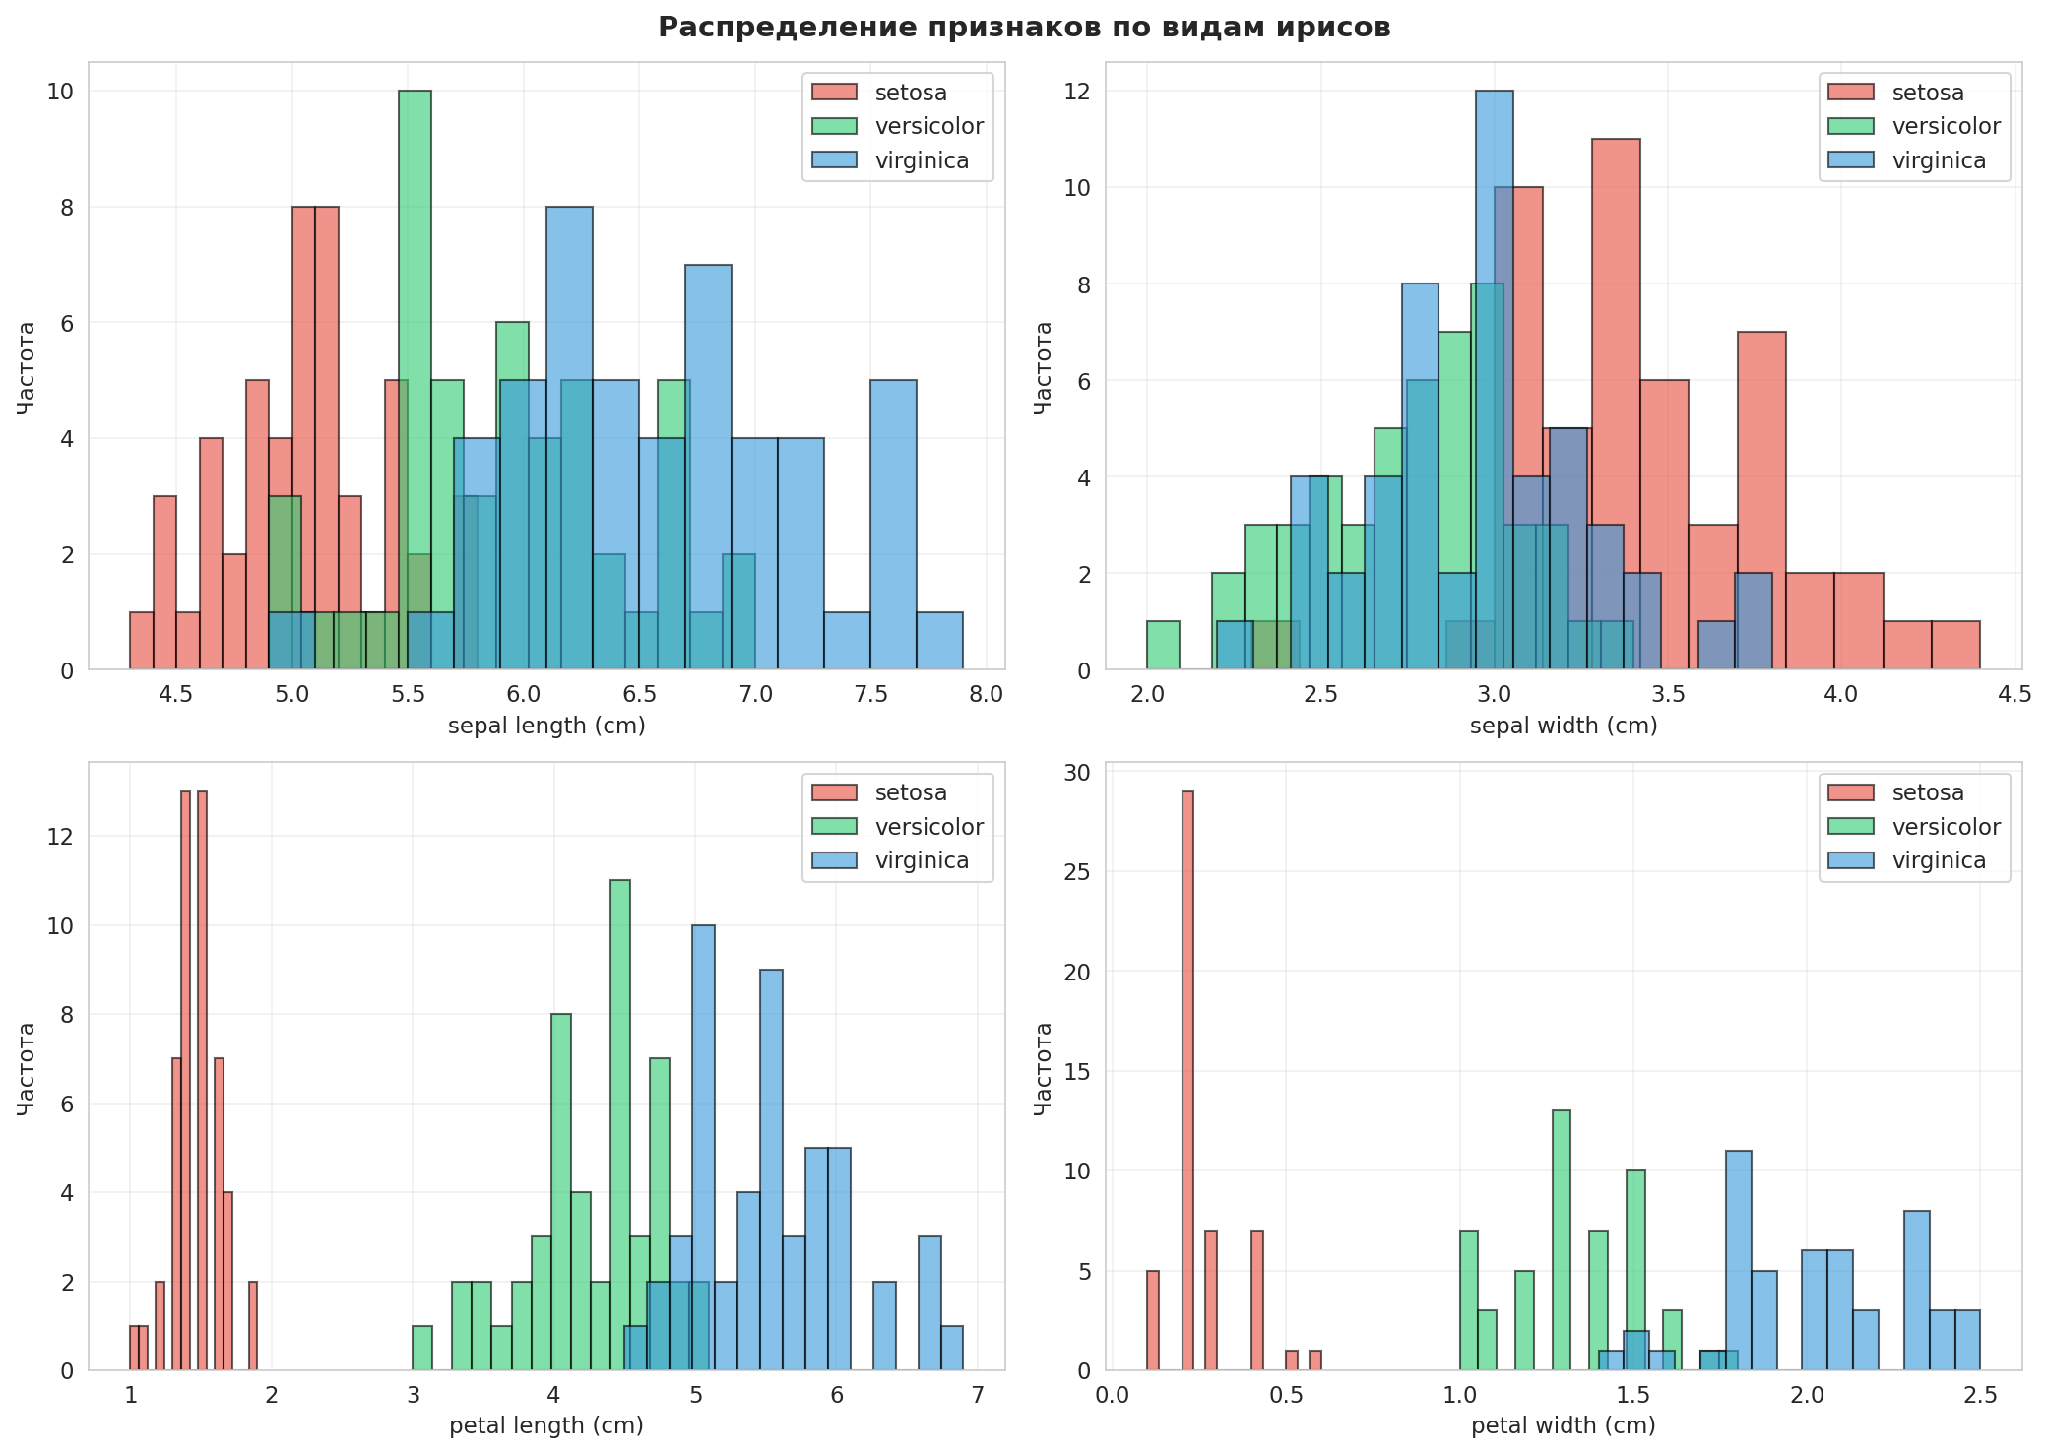 Распределение признаков по видам ирисов
10
8
6
4
2
0
Частота
4.5 5.0 5.5 6.0 6.5 7.0 7.5 8.0
sepal length (cm)
setosa
versicolor
virginica
12
10
8
6
4
2
0
Частота
2.0 2.5 3.0 3.5 4.0 4.5
sepal width (cm)
setosa
versicolor
virginica
12
10
8
6
4
2
0
Частота
1 2 3 4 5 6 7
petal length (cm)
setosa
versicolor
virginica
30
25
20
15
10
5
0
Частота
0.0 0.5 1.0 1.5 2.0 2.5
petal width (cm)
setosa
versicolor
virginica